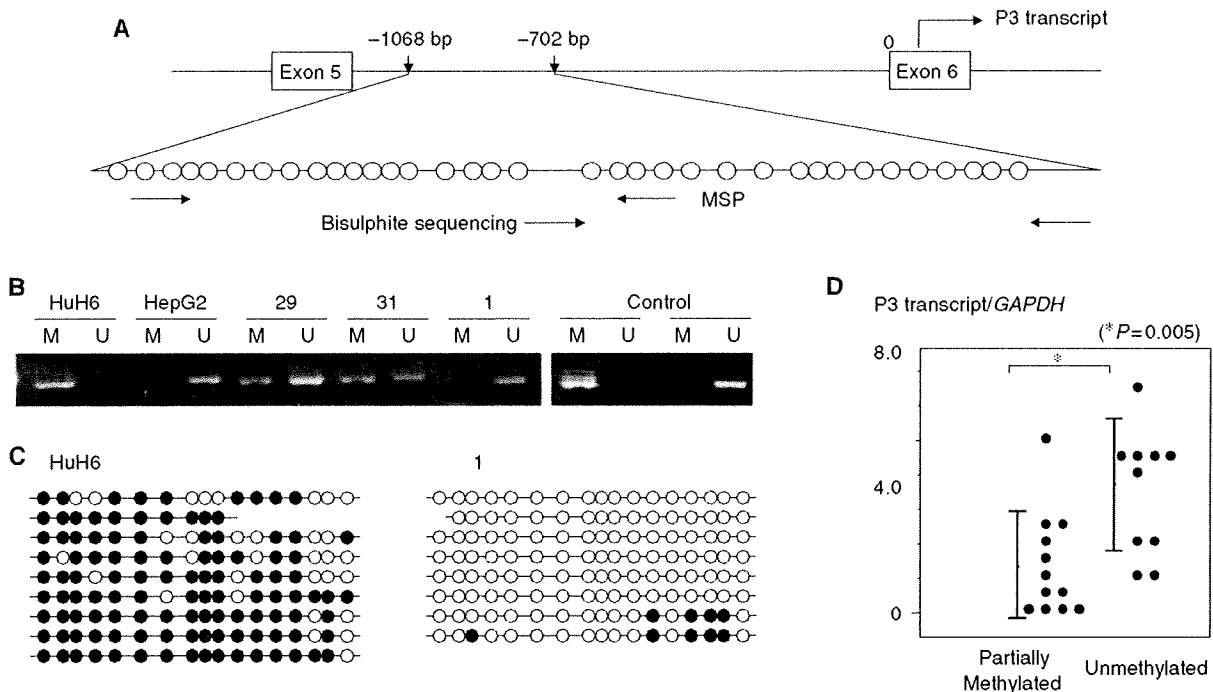 A
−1068 bp
−702 bp
0
P3 transcript
Exon 5
Exon 6
MSP
Bisulphite sequencing
B
HuH6 HepG2 29 31 1 Control
M U M U M U M U M U M U M U
C
HuH6
1
D
P3 transcript/GAPDH
(*P=0.005)
*
8.0
4.0
0
Partially
Methylated
Unmethylated